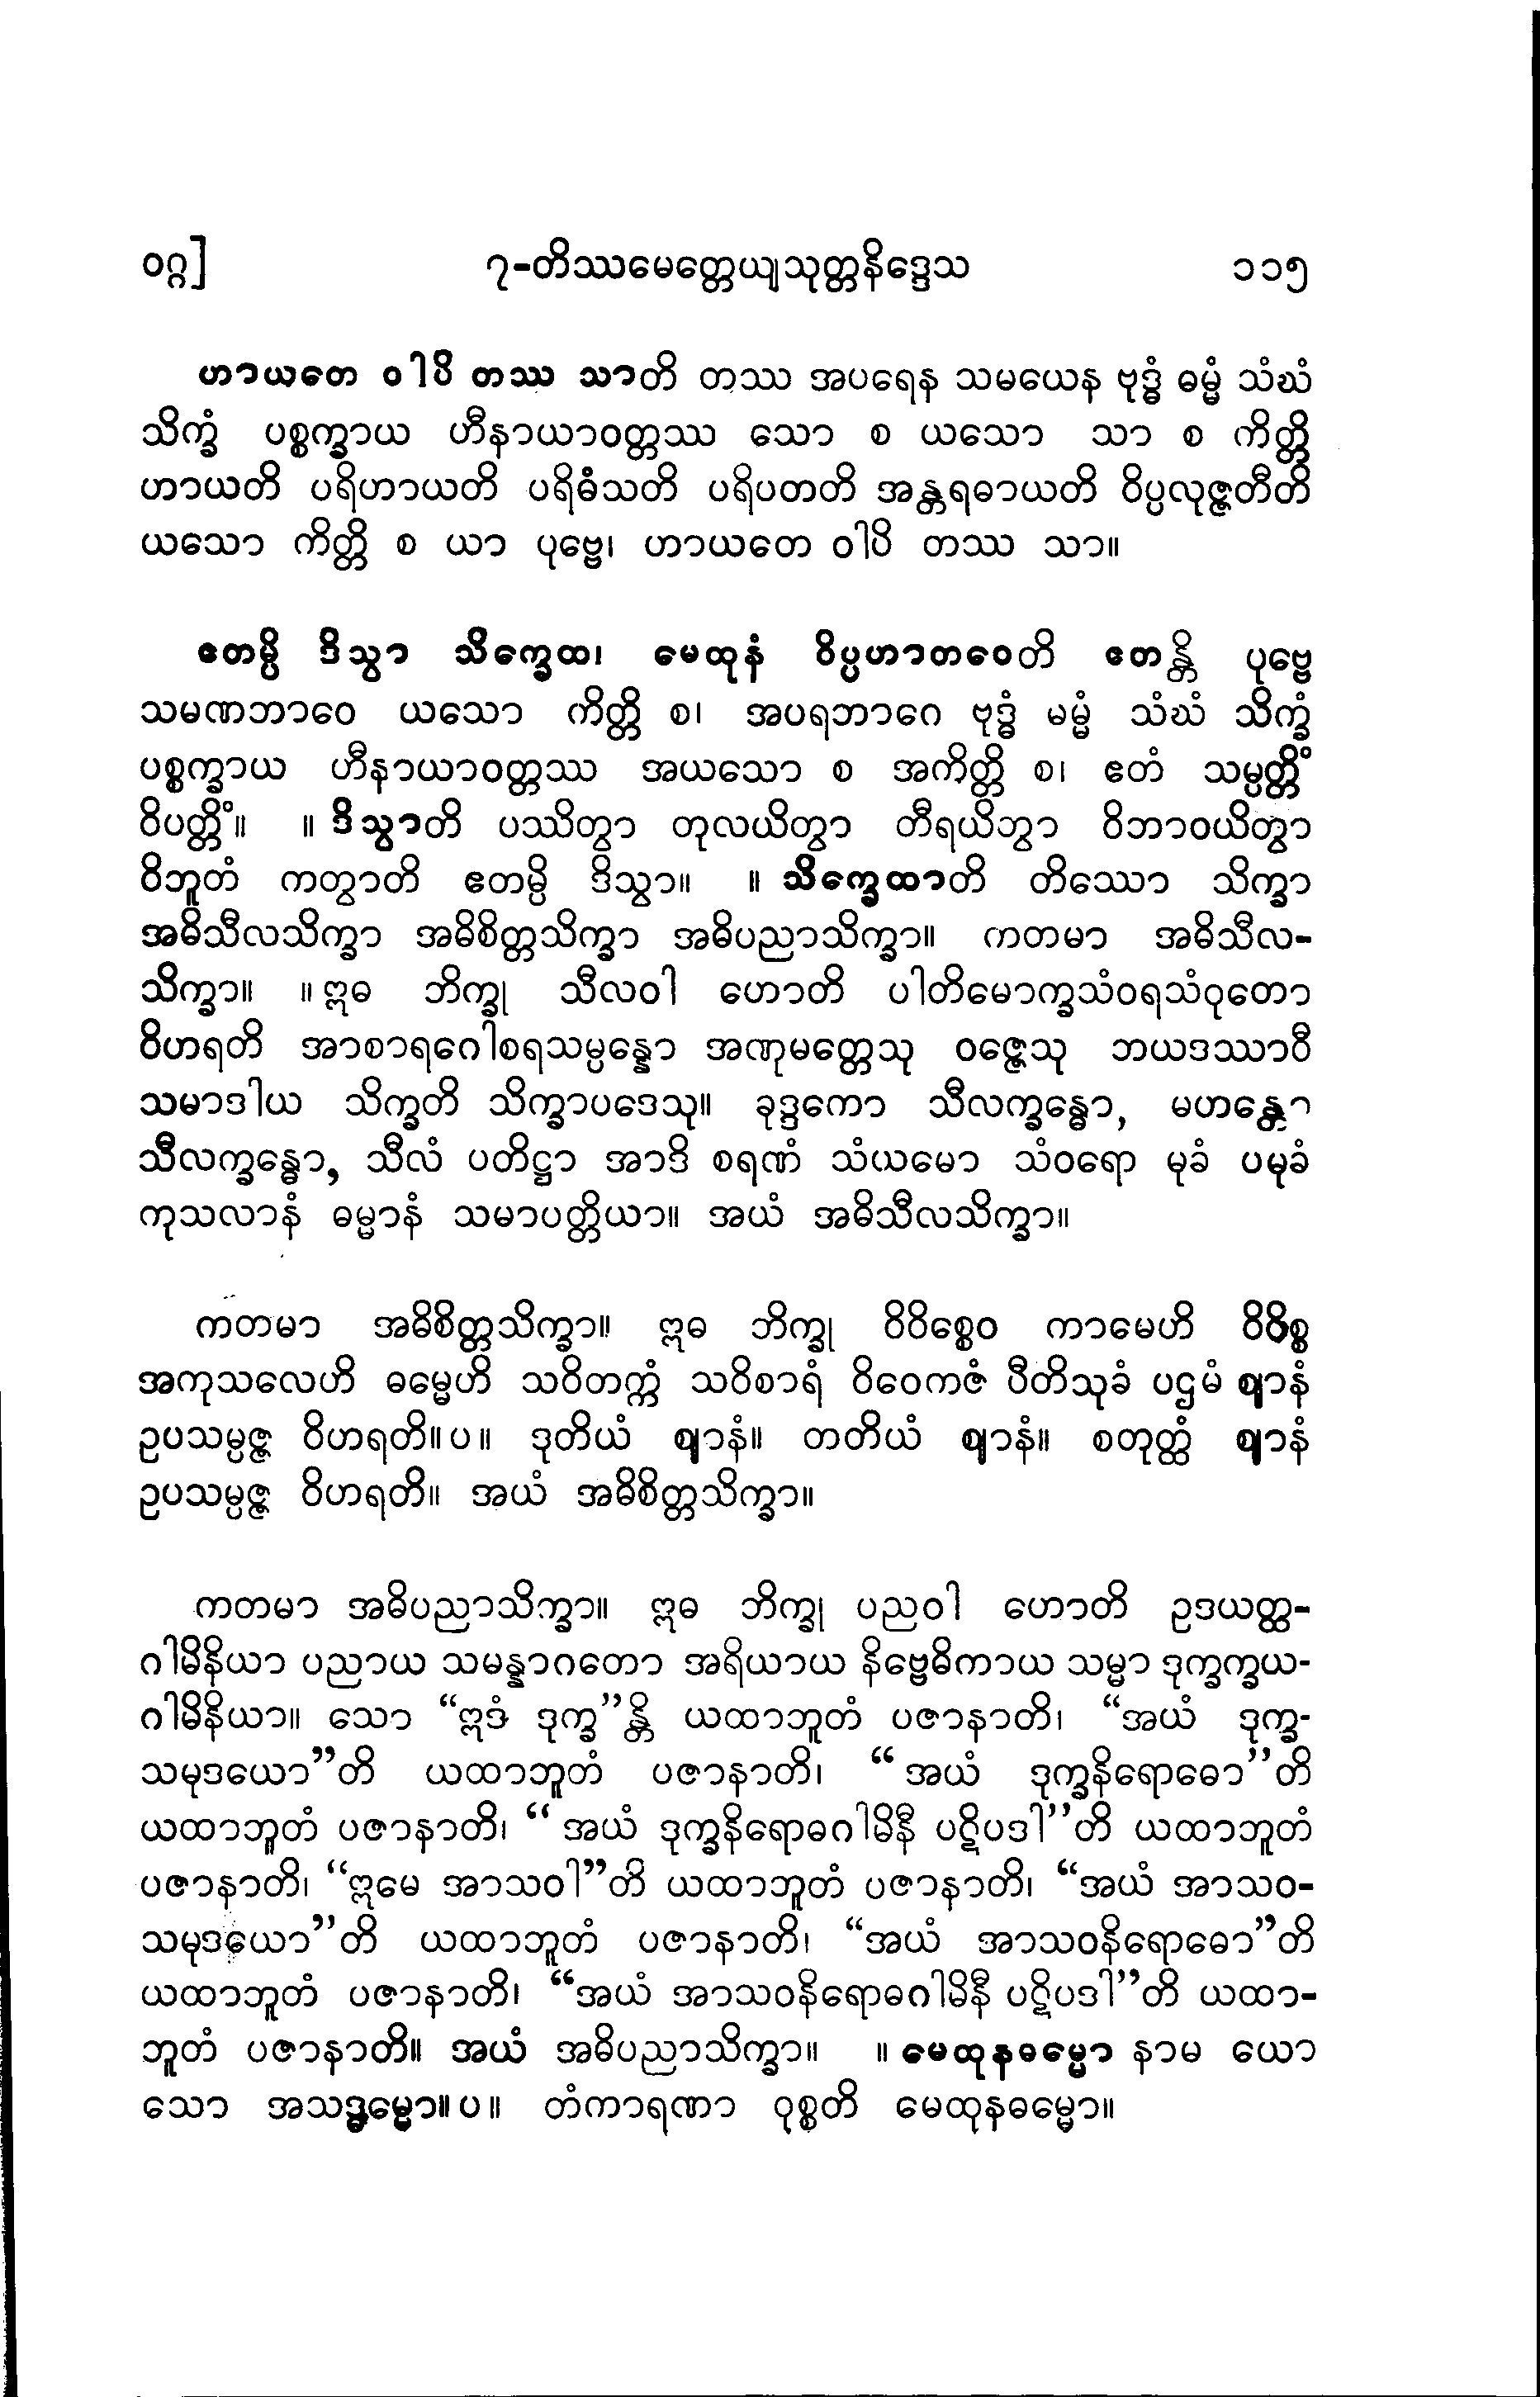 ဝဂ္ဂ] ၇-တိဿမေတ္တေယျသုတ္တနိဒ္ဒေသ ၁၁၅
ဟာယတေ ဝါပိ တဿ သာတိ တဿ အပရေန သမယေန ဗုဒ္ဓံ ဓမ္မံ သံဃံ
သိက္ခံ ပစ္စက္ခာယ ဟီနာယာဝတ္တဿ သော စ ယသော သာ စ ကိတ္တိ
ဟာယတိ ပရိဟာယတိ ပရိဓံသတိ ပရိပတတိ အန္တရဓာယတိ ဝိပ္ပလုဇ္ဇတီတိ
ယသော ကိတ္တိ စ ယာ ပုဗ္ဗေ၊ ဟာယတေ ဝါပိ တဿ သာ။
ဧတမ္ပိ ဒိသွာ သိက္ခေထ၊ မေထုနံ ဝိပ္ပဟာတဝေတိ ဧတန္တိ ပုဗ္ဗေ
သမဏဘာဝေ ယသော ကိတ္တိ စ၊ အပရဘာဂေ ဗုဒ္ဓံ မမ္မံ သံဃံ သိက္ခံ
ပစ္စက္ခာယ ဟီနာယာဝတ္တဿ အယသော စ အကိတ္တိ စ၊ ဧတံ သမ္ပတ္တိံ
ဝိပတ္တိံ။ ။ ဒိသွာတိ ပဿိတွာ တုလယိတွာ တီရယိဘွာ ဝိဘာဝယိတွာ
ဝိဘူတံ ကတွာတိ ဧတမ္ပိ ဒိသွာ။ ။ သိက္ခေထာတိ တိဿော သိက္ခာ
အဓိသီလသိက္ခာ အဓိစိတ္တသိက္ခာ အဓိပညာသိက္ခာ။ ကတမာ အဓိသီလ-
သိက္ခာ။ ။ ဣဓ ဘိက္ခု သီလဝါ ဟောတိ ပါတိမောက္ခသံဝရသံဝုတော
ဝိဟရတိ အာစာရဂေါစရသမ္ပန္နော အဏုမတ္တေသု ဝဇ္ဇေသု ဘယဒဿာဝီ
သမာဒါယ သိက္ခတိ သိက္ခာပဒေသု။ ခုဒ္ဒကော သီလက္ခန္ဓော, မဟန္တော
သီလက္ခန္ဓော, သီလံ ပတိဋ္ဌာ အာဒိ စရဏံ သံယမော သံဝရော မုခံ ပမုခံ
ကုသလာနံ ဓမ္မာနံ သမာပတ္တိယာ။ အယံ အဓိသီလသိက္ခာ။
ကတမာ အဓိစိတ္တသိက္ခာ။ ဣဓ ဘိက္ခု ဝိဝိစ္စေဝ ကာမေဟိ ဝိဝိစ္စ
အကုသလေဟိ ဓမ္မေဟိ သဝိတက္ကံ သဝိစာရံ ဝိဝေကဇံ ပီတိသုခံ ပဌမံ ဈာနံ
ဥပသမ္ပဇ္ဇ ဝိဟရတိ။ပ။ ဒုတိယံ ဈာနံ။ တတိယံ ဈာနံ။ စတုတ္ထံ ဈာနံ
ဥပသမ္ပဇ္ဇ ဝိဟရတိ။ အယံ အဓိစိတ္တသိက္ခာ။
ကတမာ အဓိပညာသိက္ခာ။ ဣဓ ဘိက္ခု ပညဝါ ဟောတိ ဥဒယတ္ထ-
ဂါမိနိယာ ပညာယ သမန္နာဂတော အရိယာယ နိဗ္ဗေဓိကာယ သမ္မာ ဒုက္ခက္ခယ-
ဂါမိနိယာ။ သော “ဣဒံ ဒုက္ခ”န္တိ ယထာဘူတံ ပဇာနာတိ၊ “အယံ ဒုက္ခ-
သမုဒယော”တိ ယထာဘူတံ ပဇာနာတိ၊ “အယံ ဒုက္ခနိရောဓော”တိ
ယထာဘူတံ ပဇာနာတိ၊ “အယံ ဒုက္ခနိရောဓဂါမိနီ ပဋိပဒါ”တိ ယထာဘူတံ
ပဇာနာတိ၊ “ဣမေ အာသဝါ”တိ ယထာဘူတံ ပဇာနာတိ၊ “အယံ အာသဝ-
သမုဒယော”တိ ယထာဘူတံ ပဇာနာတိ၊ “အယံ အာသဝနိရောဓော”တိ
ယထာဘူတံ ပဇာနာတိ၊ “အယံ အာသဝနိရောဓဂါမိနီ ပဋိပဒါ”တိ ယထာ-
ဘူတံ ပဇာနာတိ။ အယံ အဓိပညာသိက္ခာ။ ။ မေထုနဓမ္မော နာမ ယော
သော အသဒ္ဓမ္မော။ပ။ တံကာရဏာ ဝုစ္စတိ မေထုနဓမ္မော။